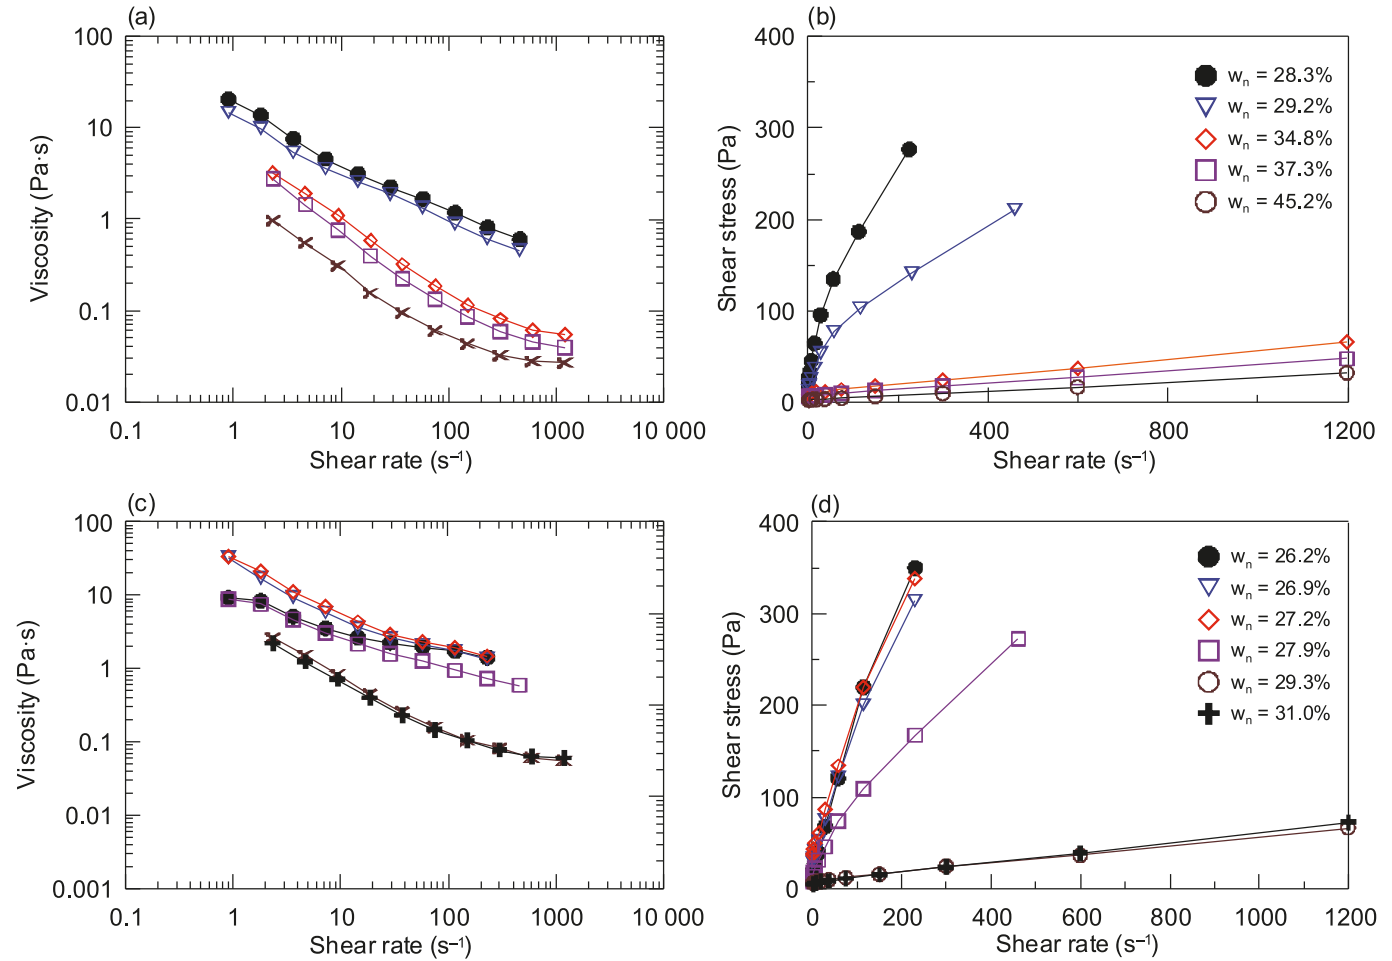 (a)
100
10
1
0.1
0.01
Viscosity (Pa·s)
0.1 1 10 100 1000 10 000
Shear rate (s⁻¹)
(b)
400
300
200
100
0
Shear stress (Pa)
wₙ = 28.3%
wₙ = 29.2%
wₙ = 34.8%
wₙ = 37.3%
wₙ = 45.2%
0 400 800 1200
Shear rate (s⁻¹)
(c)
100
10
1
0.1
0.01
0.001
Viscosity (Pa·s)
0.1 1 10 100 1000 10 000
Shear rate (s⁻¹)
(d)
400
300
200
100
0
Shear stress (Pa)
wₙ = 26.2%
wₙ = 26.9%
wₙ = 27.2%
wₙ = 27.9%
wₙ = 29.3%
wₙ = 31.0%
0 200 400 600 800 1000 1200
Shear rate (s⁻¹)